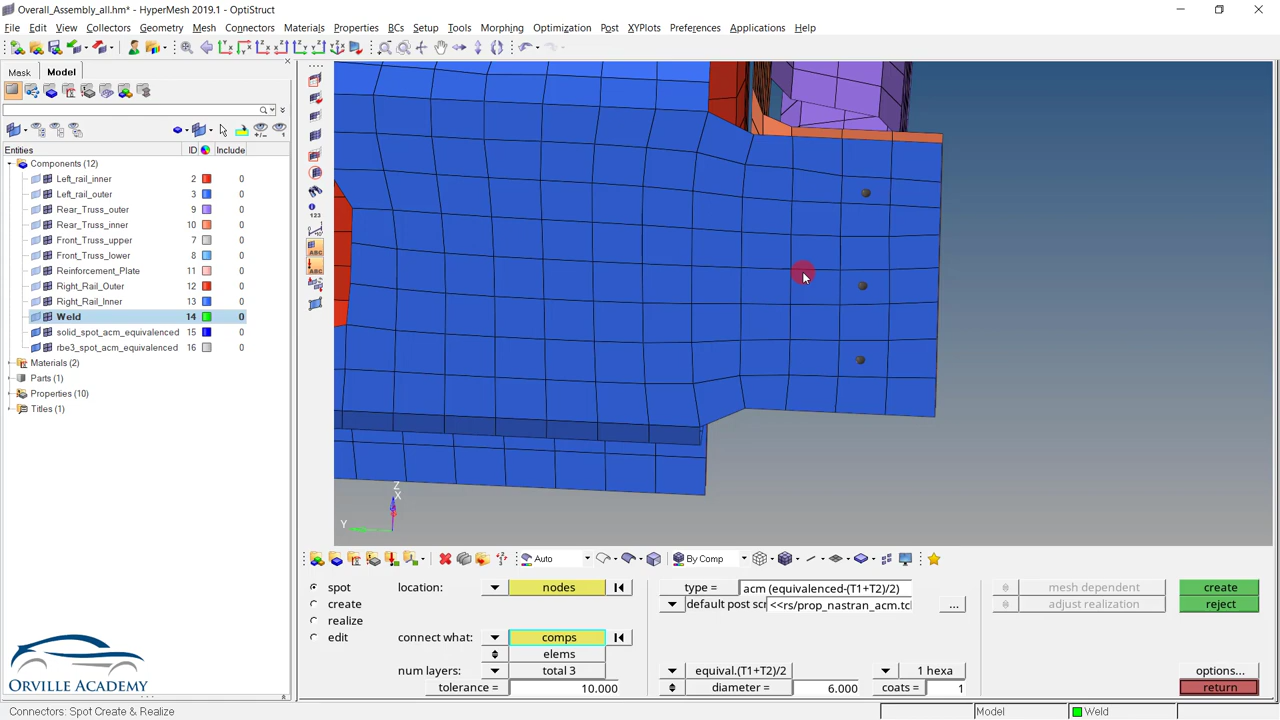 Overall_Assembly_all.hm* - HyperMesh 2019.1 - OptiStruct
File Edit View Collectors Geometry Mesh Connectors Materials Properties BCs Setup Tools Morphing Optimization Post XYPlots Preferences Applications Help
Mask Model
Entities ID Include
Components (12)
Left_rail_inner 2 0
Left_rail_outer 3 0
Rear_Truss_outer 9 0
Rear_Truss_inner 10 0
Front_Truss_upper 7 0
Front_Truss_lower 8 0
Reinforcement_Plate 11 0
Right_Rail_Outer 12 0
Right_Rail_Inner 13 0
Weld 14 0
solid_spot_acm_equivalenced 15 0
rbe3_spot_acm_equivalenced 16 0
Materials (2)
Parts (1)
Properties (10)
Titles (1)
123
ABC
ABC
Z
X
Y
Auto By Comp
spot location: nodes type = acm (equivalenced-(T1+T2)/2) mesh dependent create
create default post scr <<rs/prop_nastran_acm.tcl ... adjust realization reject
realize
edit connect what: comps
elems
num layers: total 3 equival.(T1+T2)/2 1 hexa options...
tolerance = 10.000 diameter = 6.000 coats = 1 return
ORVILLE ACADEMY
Connectors: Spot Create & Realize Model Weld